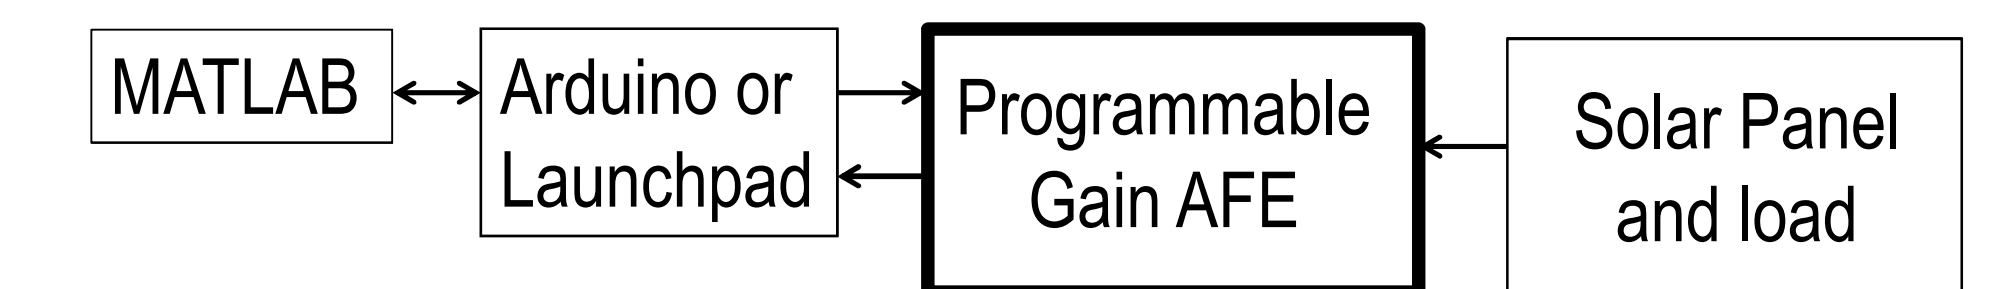 MATLAB
Arduino or
Launchpad
Programmable
Gain AFE
Solar Panel
and load